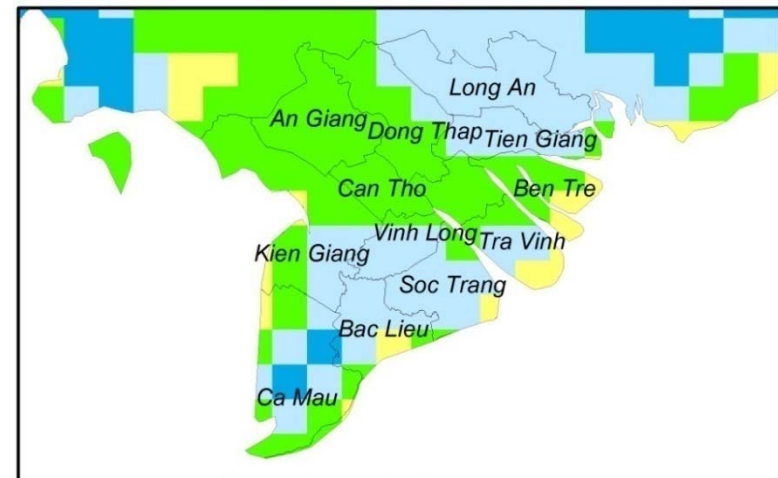 Long An
An Giang
Dong Thap
Tien Giang
Can Tho
Ben Tre
Vinh Long
Tra Vinh
Kien Giang
Soc Trang
Bac Lieu
Ca Mau